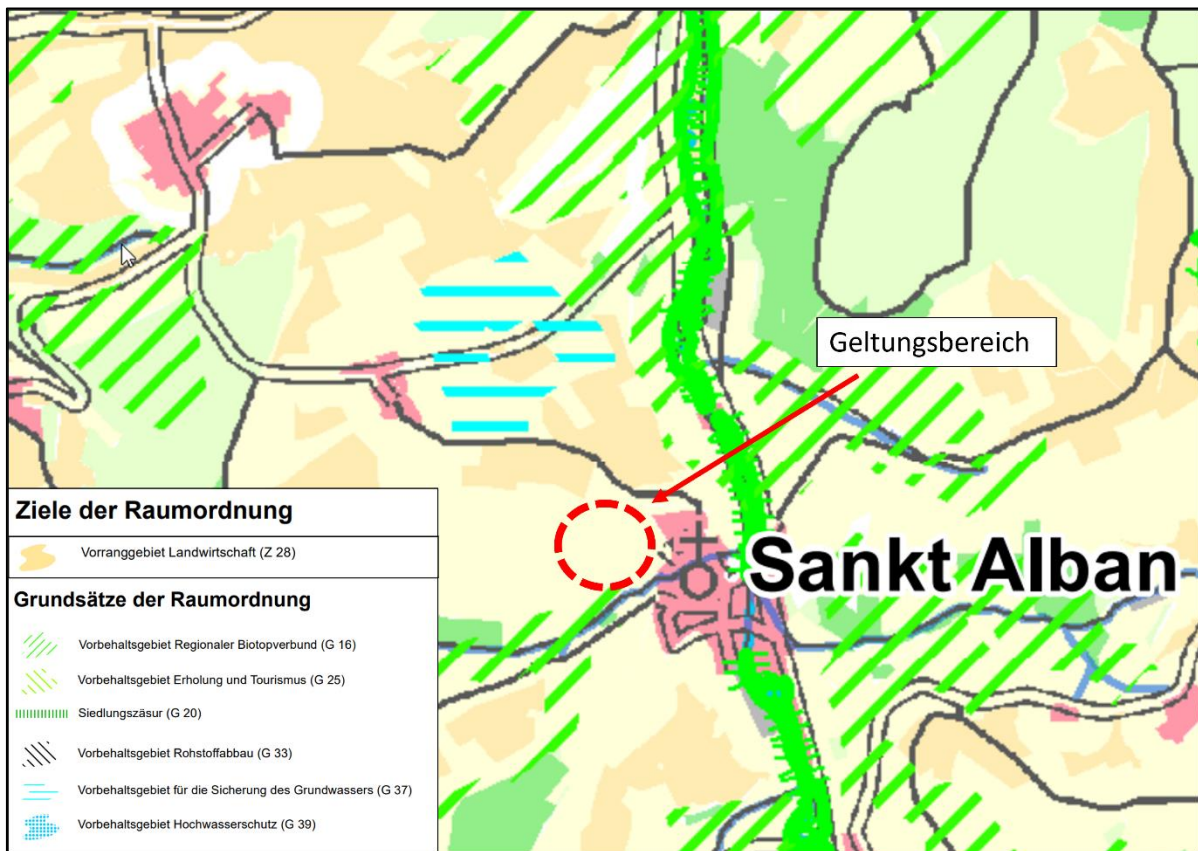 Geltungsbereich
Sankt Alban
Ziele der Raumordnung
Vorranggebiet Landwirtschaft (Z 28)
Grundsätze der Raumordnung
Vorbehaltsgebiet Regionaler Biotopverbund (G 16)
Vorbehaltsgebiet Erholung und Tourismus (G 25)
Siedlungszäsur (G 20)
Vorbehaltsgebiet Rohstoffabbau (G 33)
Vorbehaltsgebiet für die Sicherung des Grundwassers (G 37)
Vorbehaltsgebiet Hochwasserschutz (G 39)